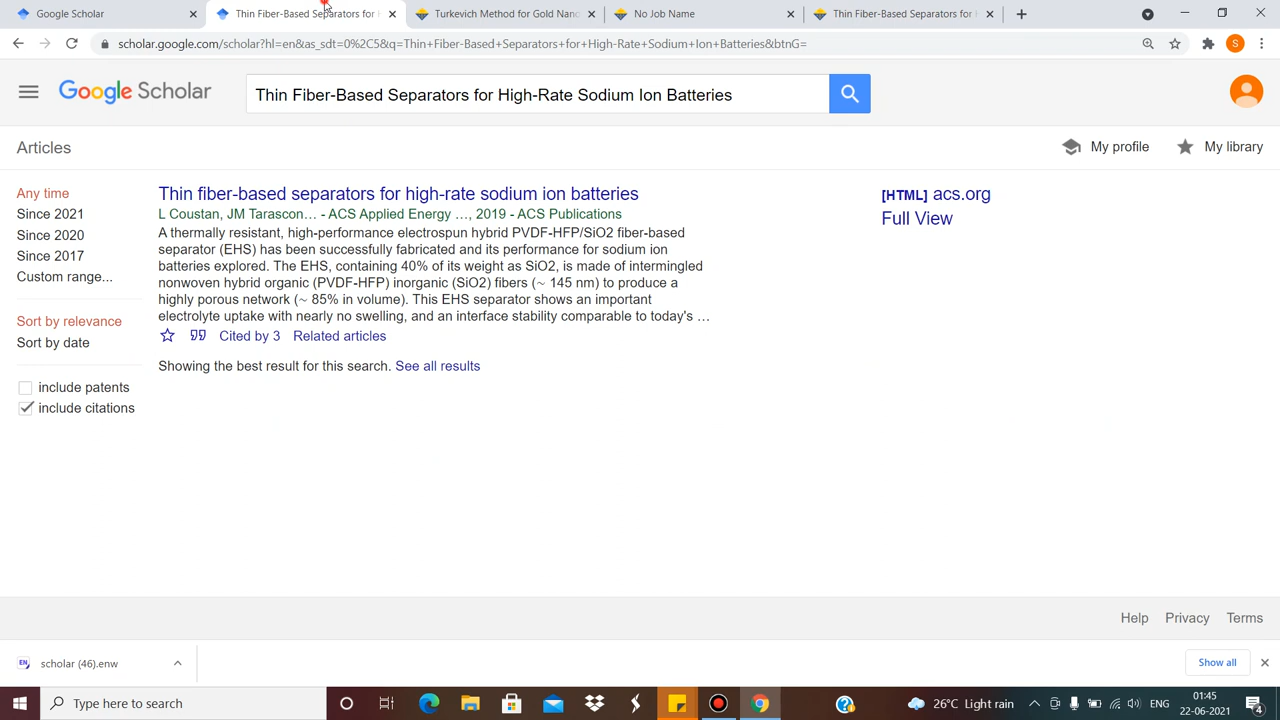 Google Scholar
Thin Fiber-Based Separators for
Turkevich Method for Gold Nano
No Job Name
Thin Fiber-Based Separators for
scholar.google.com/scholar?hl=en&as_sdt=0%2C5&q=Thin+Fiber-Based+Separators+for+High-Rate+Sodium+Ion+Batteries&btnG=
S
Google Scholar
Thin Fiber-Based Separators for High-Rate Sodium Ion Batteries
Articles
My profile
My library
Any time
Since 2021
Since 2020
Since 2017
Custom range...
Sort by relevance
Sort by date
include patents
include citations
Thin fiber-based separators for high-rate sodium ion batteries
L Coustan, JM Tarascon… - ACS Applied Energy …, 2019 - ACS Publications
A thermally resistant, high-performance electrospun hybrid PVDF-HFP/SiO2 fiber-based
separator (EHS) has been successfully fabricated and its performance for sodium ion
batteries explored. The EHS, containing 40% of its weight as SiO2, is made of intermingled
nonwoven hybrid organic (PVDF-HFP) inorganic (SiO2) fibers (~ 145 nm) to produce a
highly porous network (~ 85% in volume). This EHS separator shows an important
electrolyte uptake with nearly no swelling, and an interface stability comparable to today's …
Cited by 3 Related articles
Showing the best result for this search. See all results
[HTML] acs.org
Full View
Help Privacy Terms
EN scholar (46).enw
Show all
Type here to search
26°C Light rain
ENG
01:45
22-06-2021
4